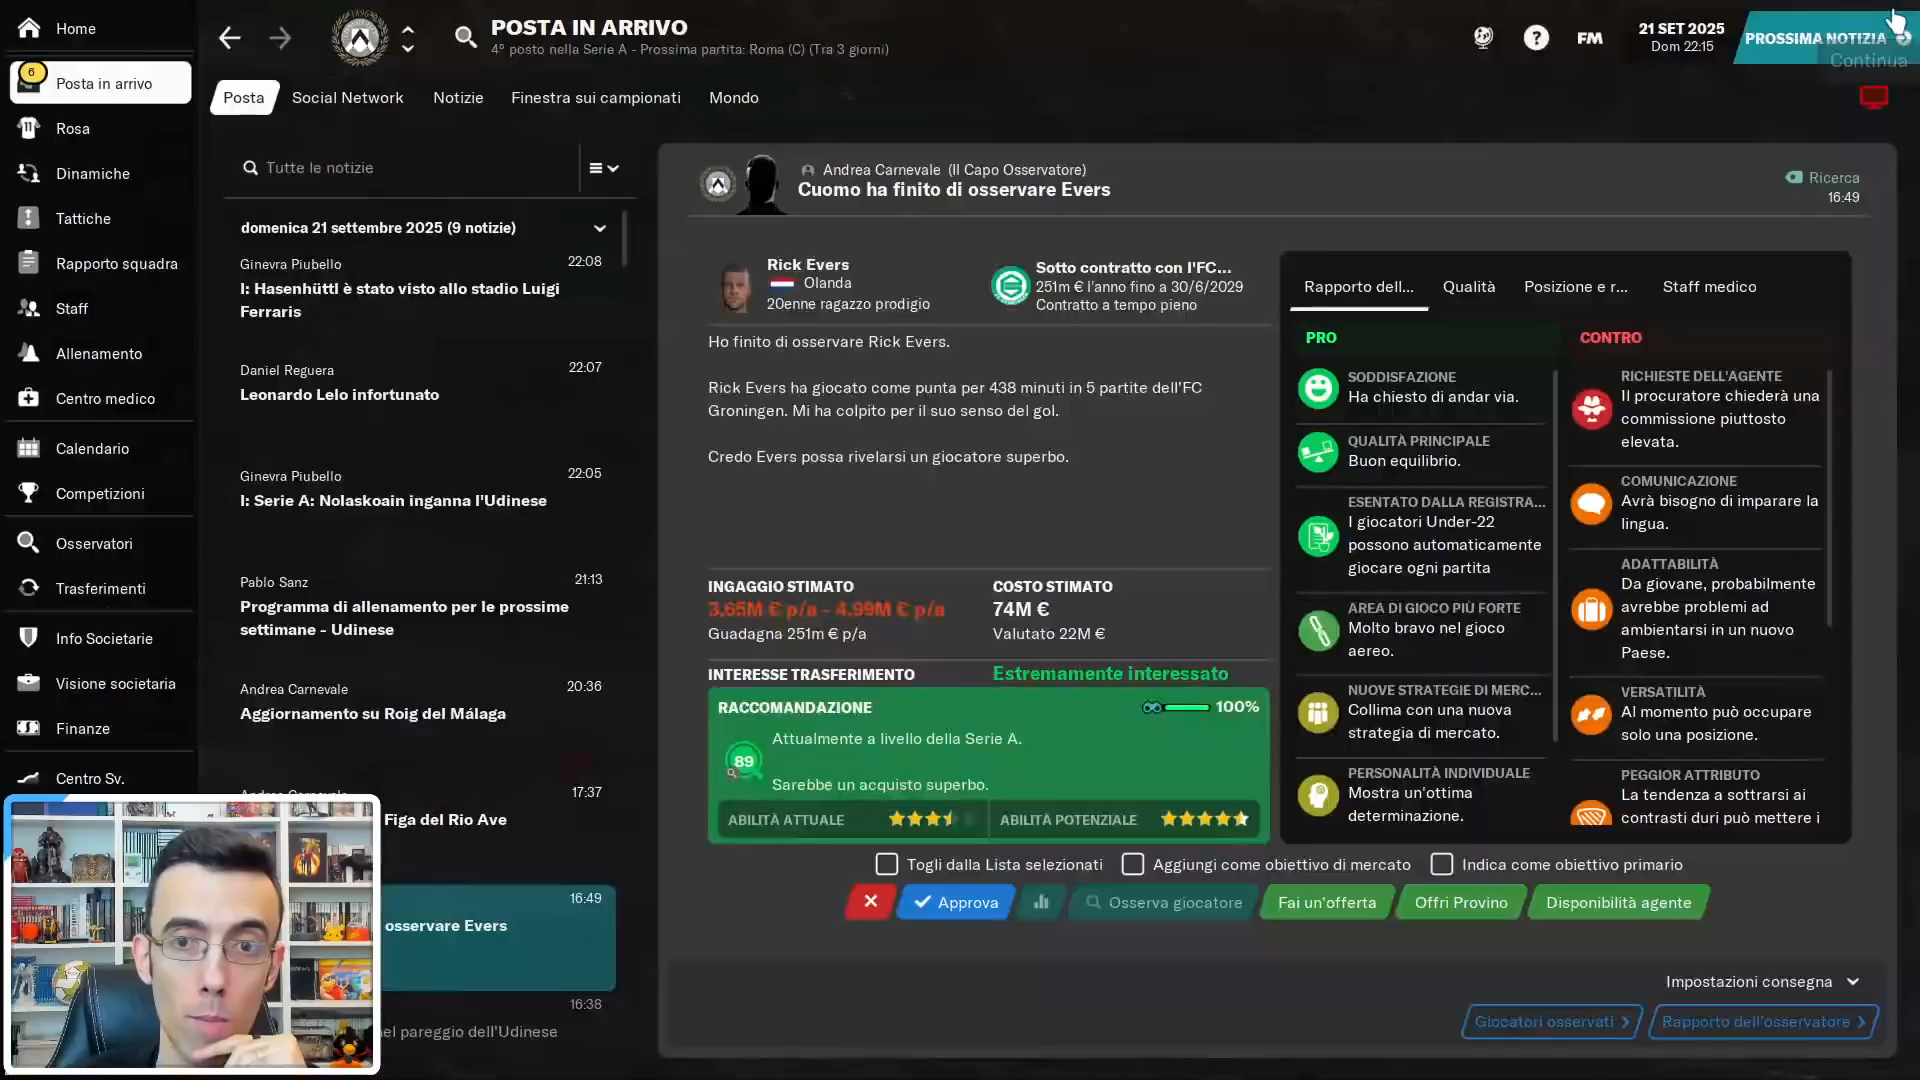 Home
6
Posta in arrivo
Rosa
Dinamiche
Tattiche
Rapporto squadra
Staff
Allenamento
Centro medico
Calendario
Competizioni
Osservatori
Trasferimenti
Info Societarie
Visione societaria
Finanze
Centro Sv.
POSTA IN ARRIVO
4° posto nella Serie A - Prossima partita: Roma (C) (Tra 3 giorni)
FM
21 SET 2025
Dom 22:15
PROSSIMA NOTIZIA
Continua
Posta
Social Network
Notizie
Finestra sui campionati
Mondo
Tutte le notizie
domenica 21 settembre 2025 (9 notizie)
Ginevra Piubello
22:08
I: Hasenhüttl è stato visto allo stadio Luigi
Ferraris
Daniel Reguera
22:07
Leonardo Lelo infortunato
Ginevra Piubello
22:05
I: Serie A: Nolaskoain inganna l'Udinese
Pablo Sanz
21:13
Programma di allenamento per le prossime
settimane - Udinese
Andrea Carnevale
20:36
Aggiornamento su Roig del Málaga
17:37
Figa del Rio Ave
16:49
osservare Evers
16:38
el pareggio dell'Udinese
Andrea Carnevale (Il Capo Osservatore)
Cuomo ha finito di osservare Evers
Ricerca
16:49
Rick Evers
Olanda
20enne ragazzo prodigio
Sotto contratto con l'FC...
251m € l'anno fino a 30/6/2029
Contratto a tempo pieno
Ho finito di osservare Rick Evers.
Rick Evers ha giocato come punta per 438 minuti in 5 partite dell'FC
Groningen. Mi ha colpito per il suo senso del gol.
Credo Evers possa rivelarsi un giocatore superbo.
INGAGGIO STIMATO
3,65M € p/a - 4,99M € p/a
Guadagna 251m € p/a
COSTO STIMATO
74M €
Valutato 22M €
INTERESSE TRASFERIMENTO
Estremamente interessato
RACCOMANDAZIONE
100%
89
Attualmente a livello della Serie A.
Sarebbe un acquisto superbo.
ABILITÀ ATTUALE
ABILITÀ POTENZIALE
Rapporto dell...
Qualità
Posizione e r...
Staff medico
PRO
SODDISFAZIONE
Ha chiesto di andar via.
QUALITÀ PRINCIPALE
Buon equilibrio.
ESENTATO DALLA REGISTRA...
I giocatori Under-22
possono automaticamente
giocare ogni partita
AREA DI GIOCO PIÙ FORTE
Molto bravo nel gioco
aereo.
NUOVE STRATEGIE DI MERC...
Collima con una nuova
strategia di mercato.
PERSONALITÀ INDIVIDUALE
Mostra un'ottima
determinazione.
CONTRO
RICHIESTE DELL'AGENTE
Il procuratore chiederà una
commissione piuttosto
elevata.
COMUNICAZIONE
Avrà bisogno di imparare la
lingua.
ADATTABILITÀ
Da giovane, probabilmente
avrebbe problemi ad
ambientarsi in un nuovo
Paese.
VERSATILITÀ
Al momento può occupare
solo una posizione.
PEGGIOR ATTRIBUTO
La tendenza a sottrarsi ai
contrasti duri può mettere i
Togli dalla Lista selezionati
Aggiungi come obiettivo di mercato
Indica come obiettivo primario
Approva
Osserva giocatore
Fai un'offerta
Offri Provino
Disponibilità agente
Impostazioni consegna
Giocatori osservati
Rapporto dell'osservatore